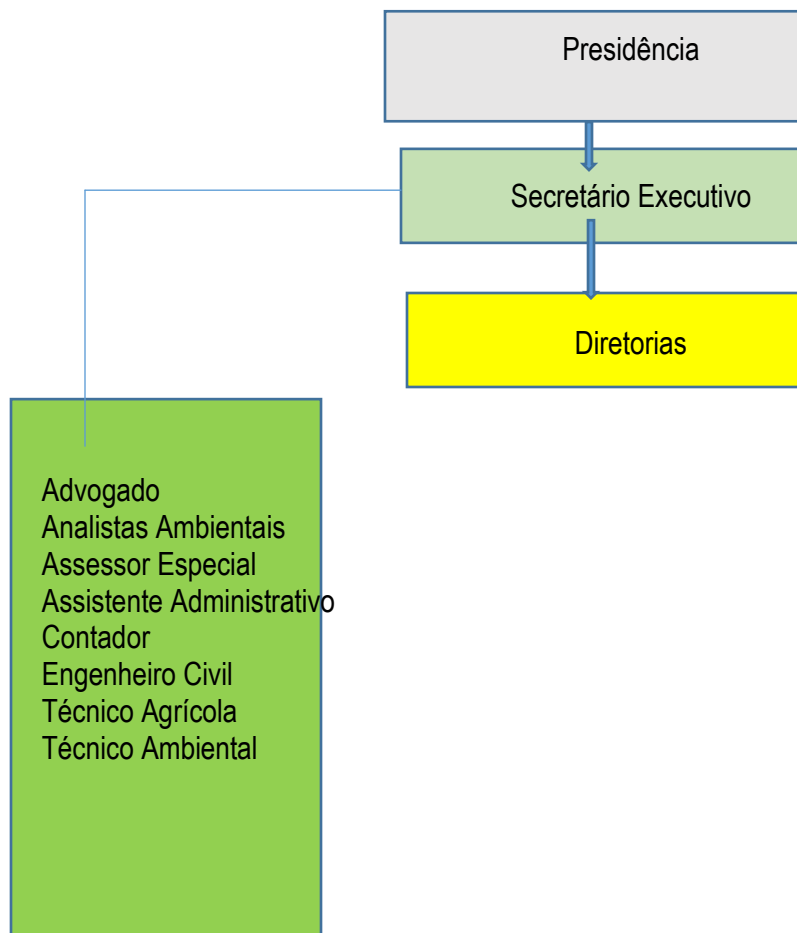 Presidência
Secretário Executivo
Diretorias
Advogado
Analistas Ambientais
Assessor Especial
Assistente Administrativo
Contador
Engenheiro Civil
Técnico Agrícola
Técnico Ambiental